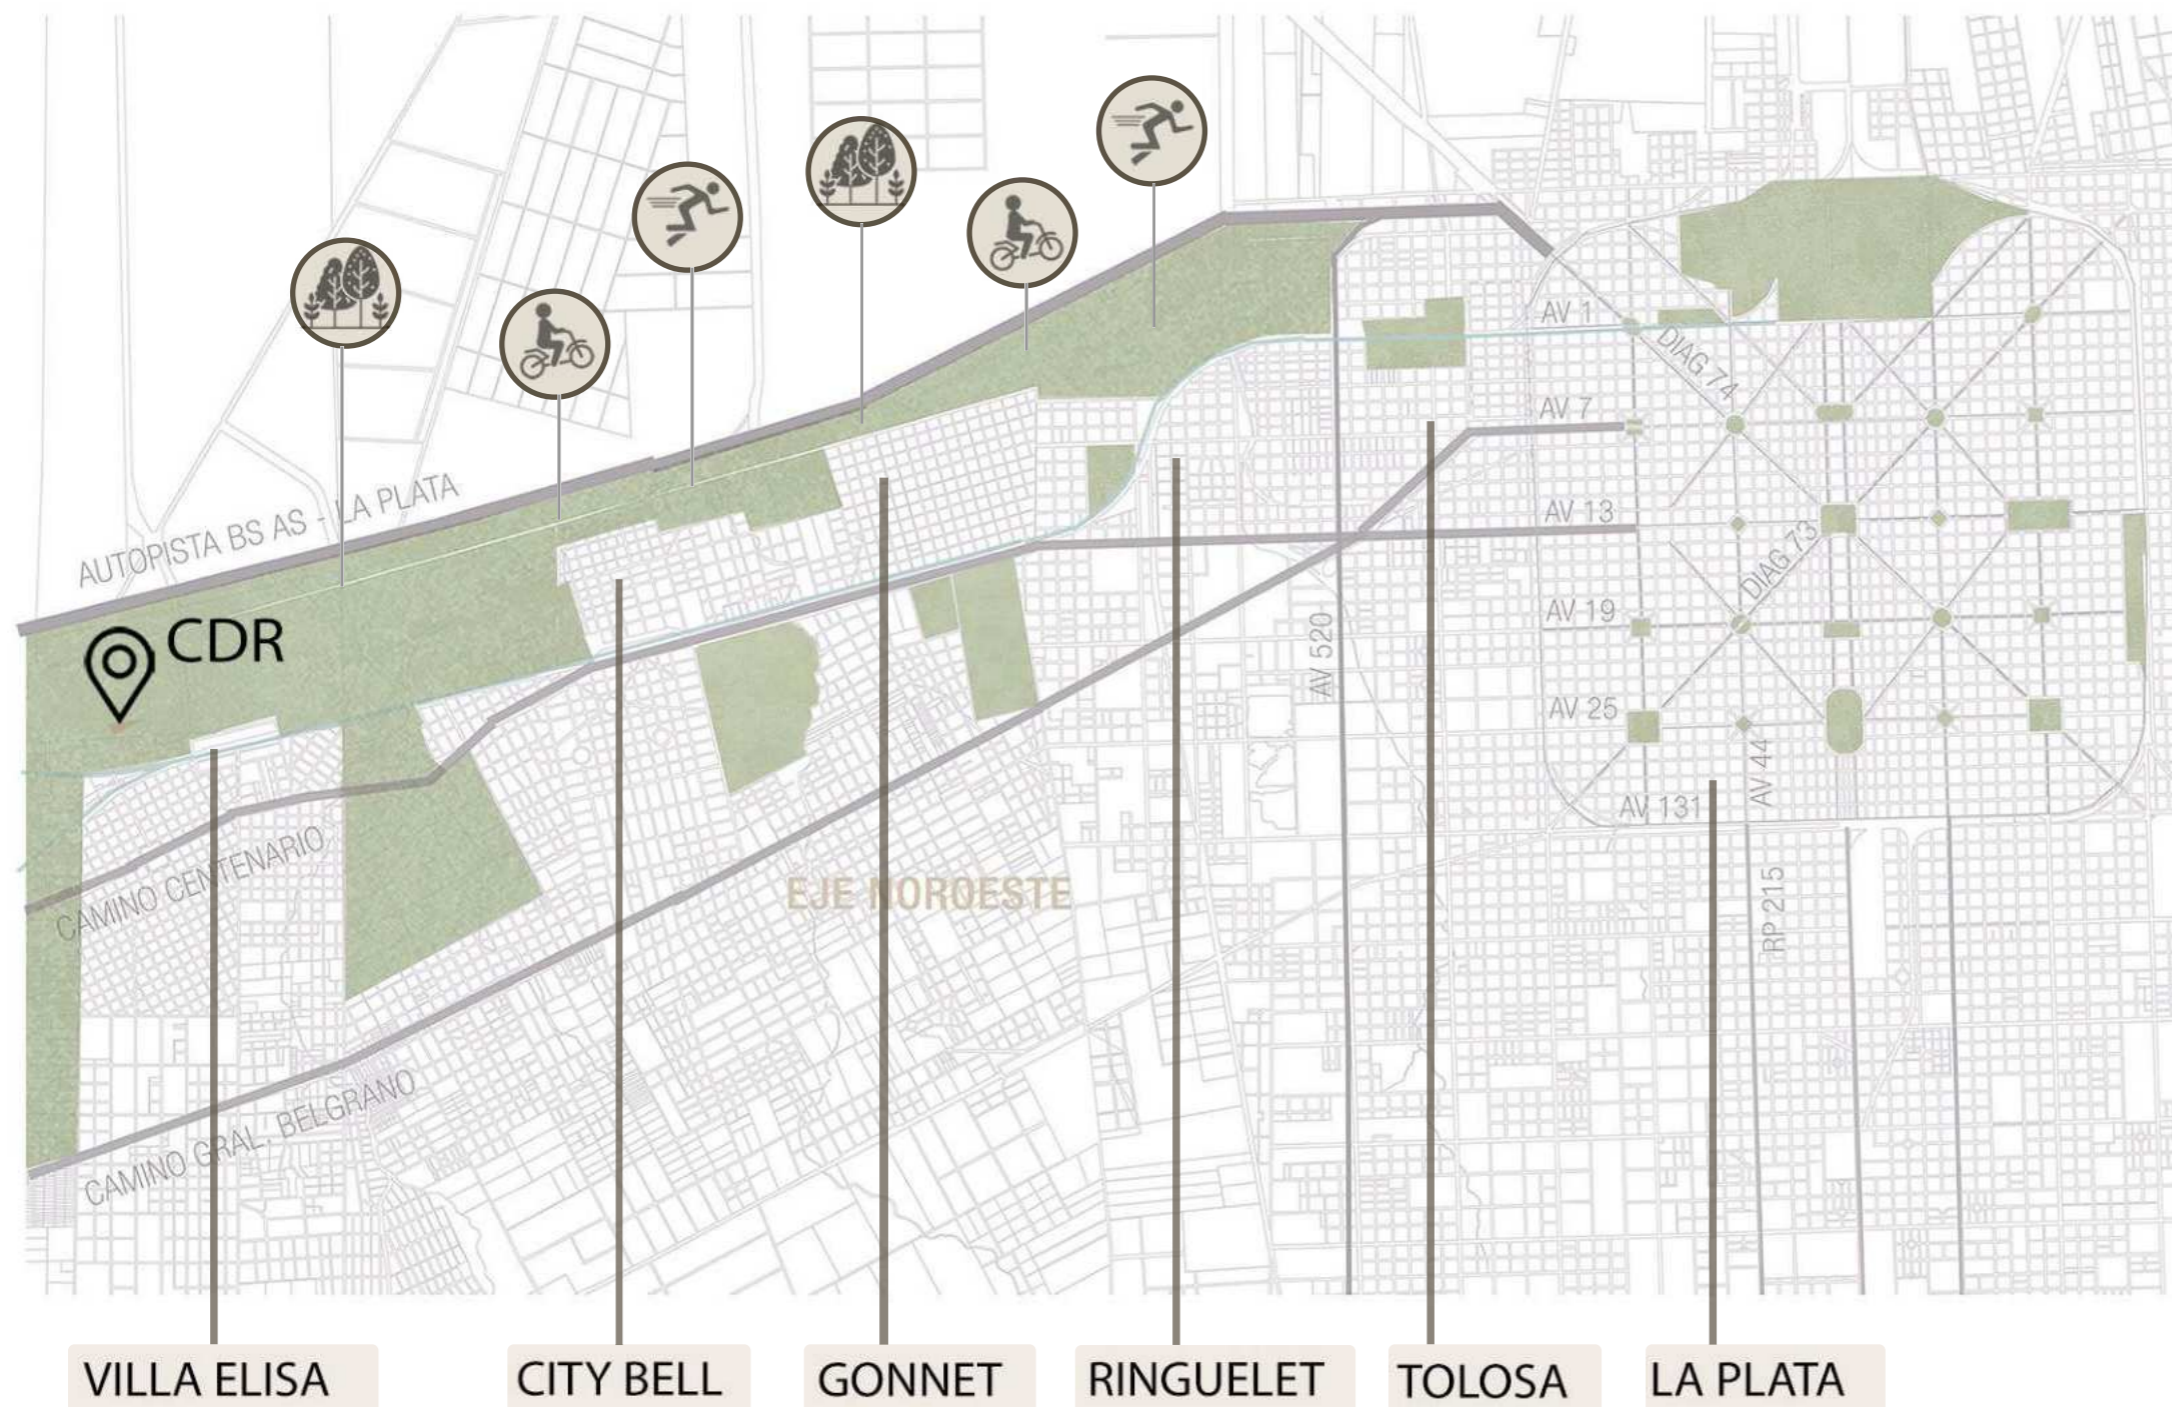 AV 1
DIAG 74
AV 7
AUTOPISTA BS AS - LA PLATA
AV 13
DIAG 73
CDR
AV 19
AV 520
AV 25
AV 44
AV 131
CAMINO CENTENARIO
EJE NOROESTE
RP 215
CAMINO GRAL. BELGRANO
VILLA ELISA
CITY BELL
GONNET
RINGUELET
TOLOSA
LA PLATA